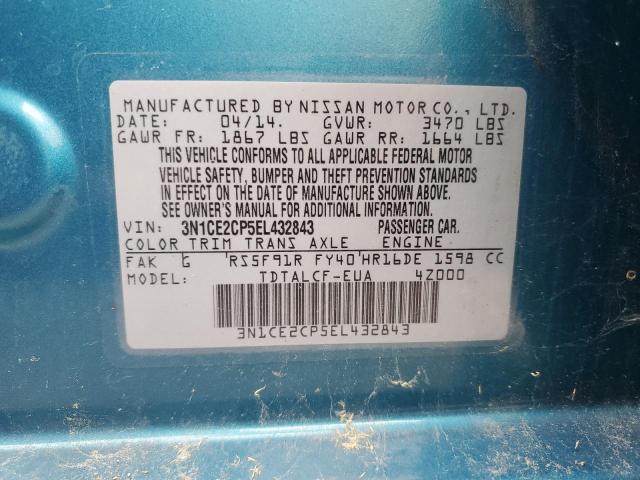 MANUFACTURED BY NISSAN MOTOR CO., LTD.
DATE: 04/14. GVWR: 3470 LBS
GAWR FR: 1867 LBS GAWR RR: 1664 LBS
THIS VEHICLE CONFORMS TO ALL APPLICABLE FEDERAL MOTOR
VEHICLE SAFETY, BUMPER AND THEFT PREVENTION STANDARDS
IN EFFECT ON THE DATE OF MANUFACTURE SHOWN ABOVE.
SEE OWNER'S MANUAL FOR ADDITIONAL INFORMATION.
VIN: 3N1CE2CP5EL432843 PASSENGER CAR.
COLOR TRIM TRANS AXLE ENGINE
FAK G 'RS5F91R FY40'HR16DE 1598 CC
MODEL: TDTALCF-EUA 4Z000
3N1CE2CP5EL432843